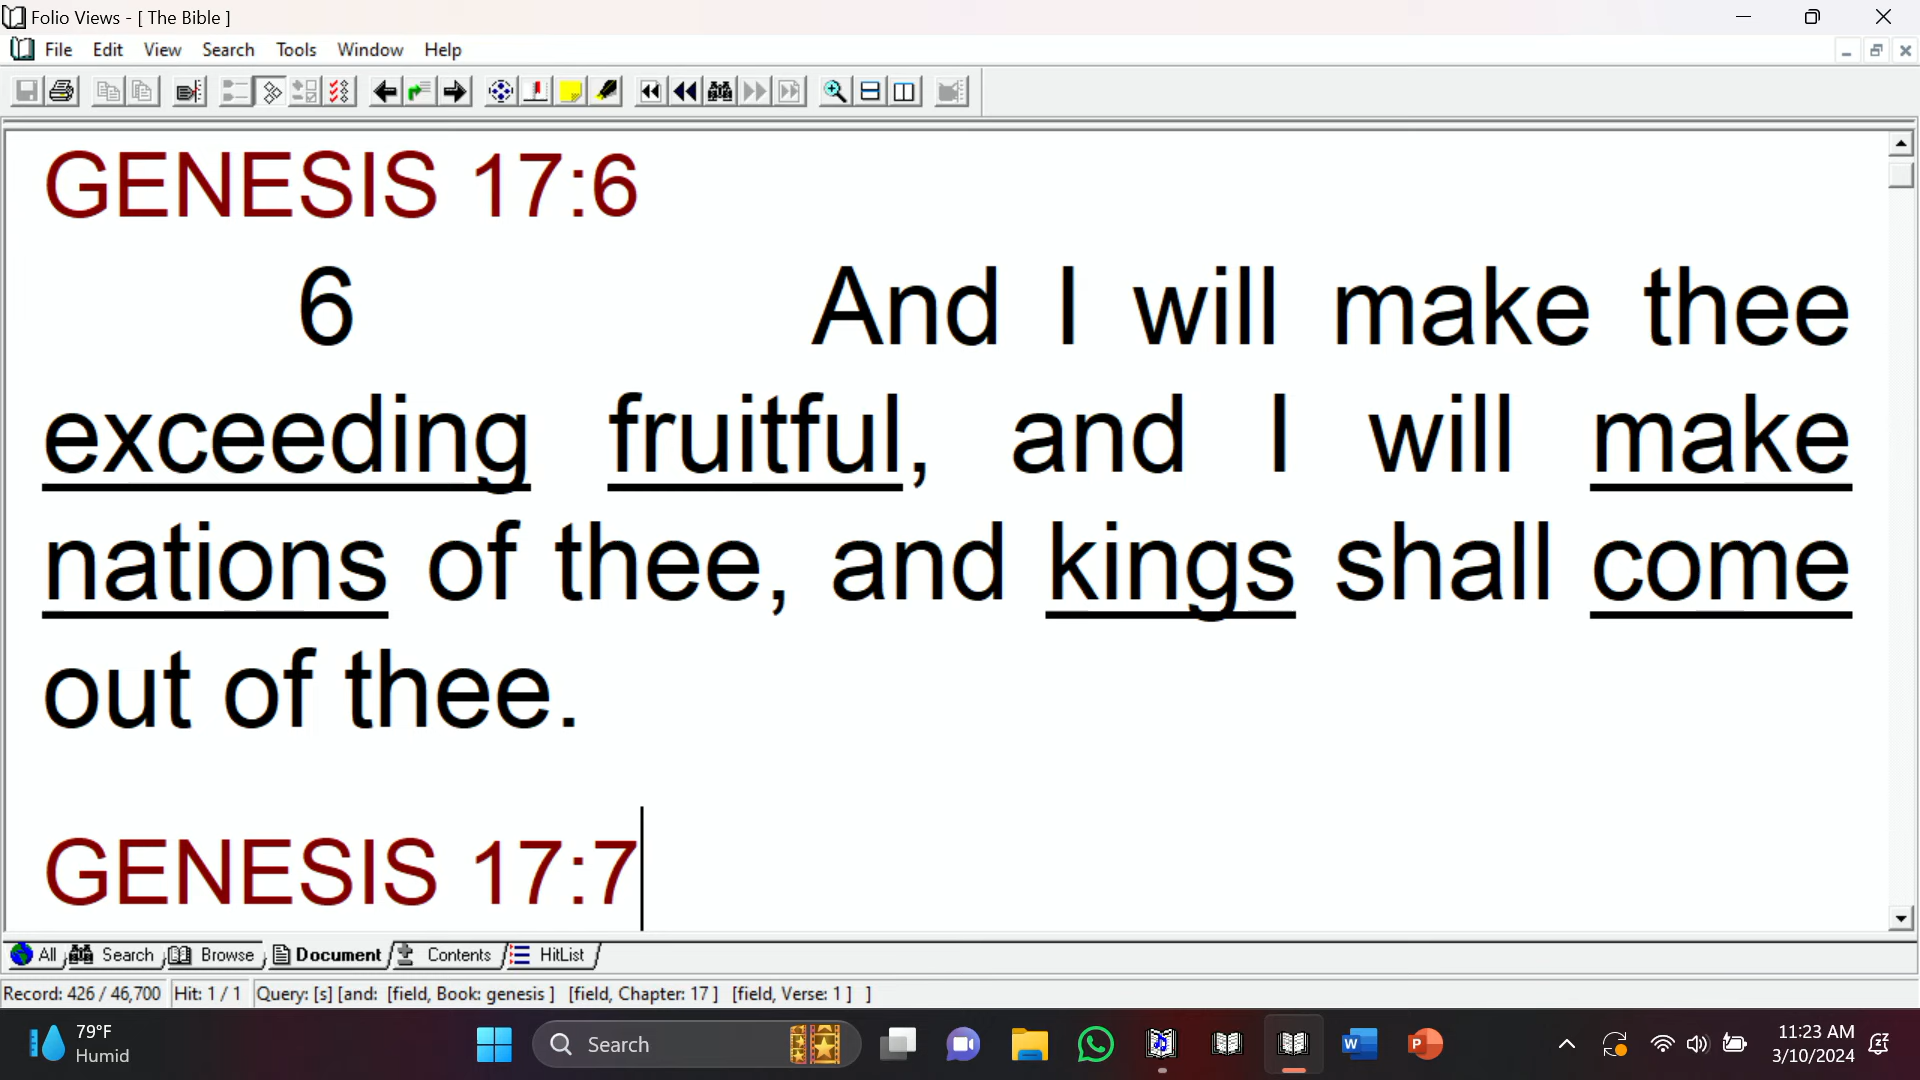 Folio Views - [ The Bible ]
File Edit View Search Tools Window Help
GENESIS 17:6
6 And I will make thee
exceeding fruitful, and I will make
nations of thee, and kings shall come
out of thee.
GENESIS 17:7
All Search Browse Document Contents HitList
Record: 426 / 46,700 Hit: 1 / 1 Query: [s] [and: [field, Book: genesis ] [field, Chapter: 17 ] [field, Verse: 1 ] ]
79°F
Humid
Search
W
P
11:23 AM
3/10/2024